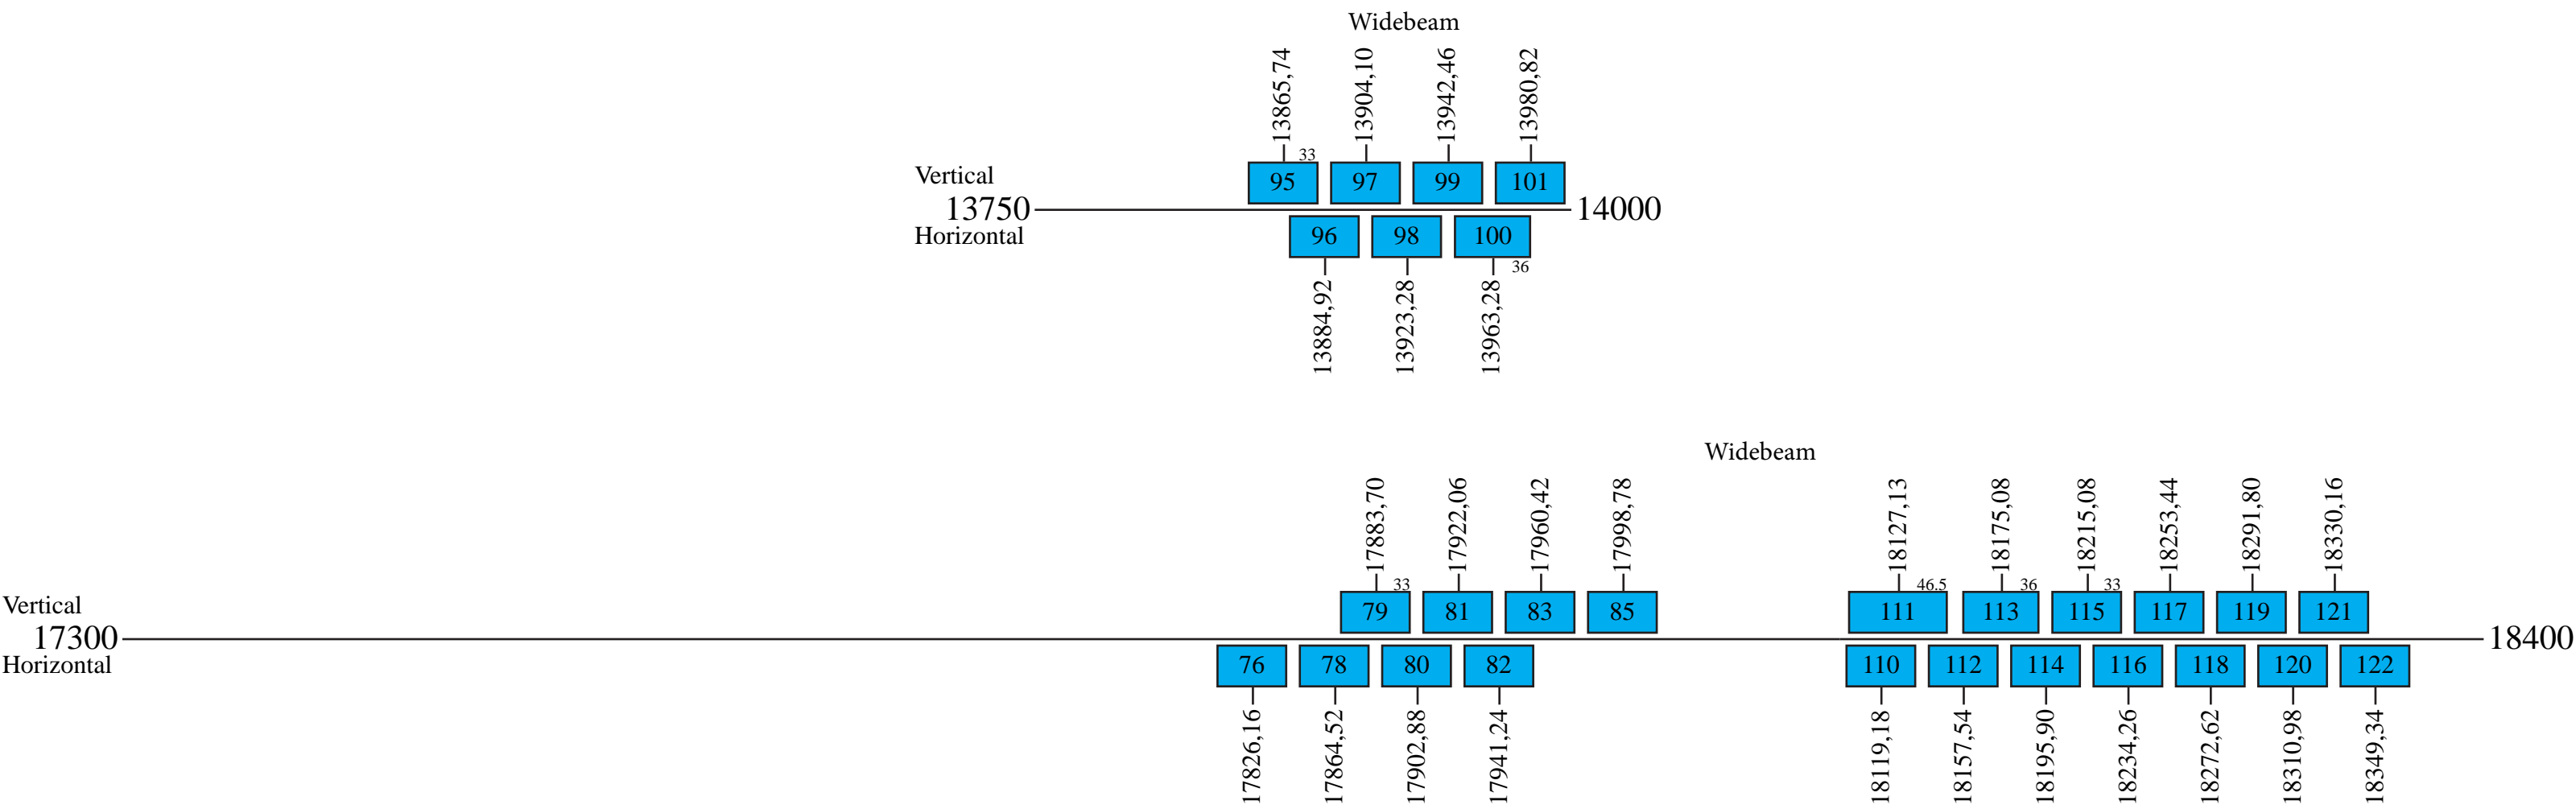 Widebeam
13865,74 13904,10 13942,46 13980,82
33
Vertical
95 97 99 101
13750 14000
Horizontal
96 98 100
36
13884,92 13923,28 13963,28
Widebeam
17883,70 17922,06 17960,42 17998,78 18127,13 18175,08 18215,08 18253,44 18291,80 18330,16
33 46.5 36 33
Vertical
79 81 83 85 111 113 115 117 119 121
17300 18400
Horizontal
76 78 80 82 110 112 114 116 118 120 122
17826,16 17864,52 17902,88 17941,24 18119,18 18157,54 18195,90 18234,26 18272,62 18310,98 18349,34